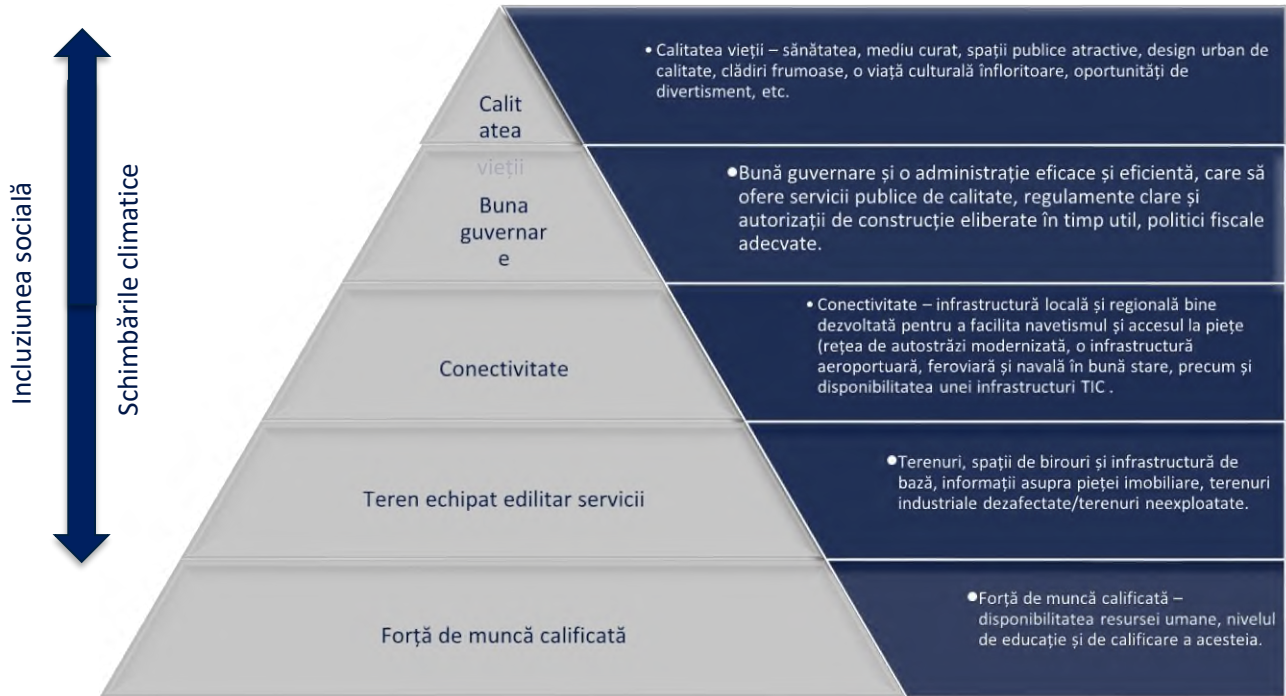 Incluziunea socială
Schimbările climatice
Calit
atea
vieții
Buna
guvernar
e
Conectivitate
Teren echipat edilitar servicii
Forță de muncă calificată
• Calitatea vieții – sănătatea, mediu curat, spații publice atractive, design urban de
calitate, clădiri frumoase, o viață culturală înfloritoare, oportunități de
divertisment, etc.
•Bună guvernare și o administrație eficace și eficientă, care să
ofere servicii publice de calitate, regulamente clare și
autorizații de construcție eliberate în timp util, politici fiscale
adecvate.
• Conectivitate – infrastructură locală și regională bine
dezvoltată pentru a facilita navetismul și accesul la piețe
(rețea de autostrăzi modernizată, o infrastructură
aeroportuară, feroviară și navală în bună stare, precum și
disponibilitatea unei infrastructuri TIC .
•Terenuri, spații de birouri și infrastructură de
bază, informații asupra pieței imobiliare, terenuri
industriale dezafectate/terenuri neexploatate.
•Forță de muncă calificată –
disponibilitatea resursei umane, nivelul
de educație și de calificare a acesteia.